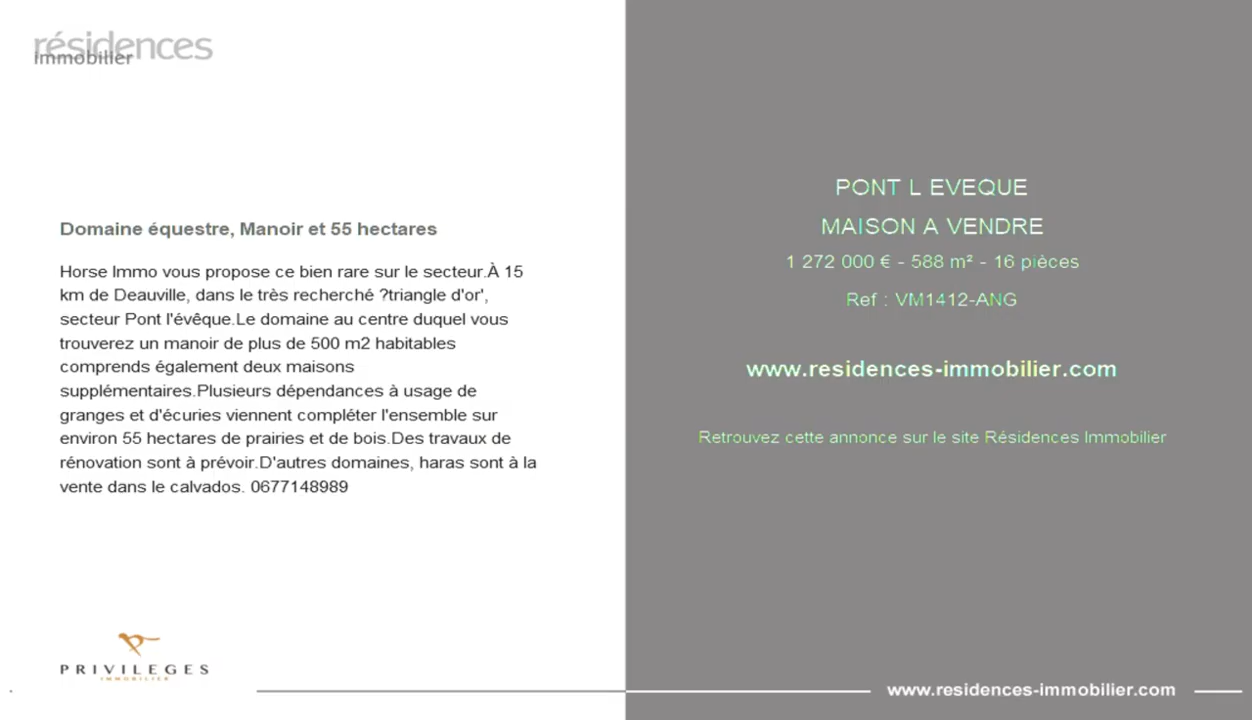 résidences
immobilier
Domaine équestre, Manoir et 55 hectares
Horse Immo vous propose ce bien rare sur le secteur.À 15
km de Deauville, dans le très recherché ?triangle d'or',
secteur Pont l'évêque.Le domaine au centre duquel vous
trouverez un manoir de plus de 500 m2 habitables
comprends également deux maisons
supplémentaires.Plusieurs dépendances à usage de
granges et d'écuries viennent compléter l'ensemble sur
environ 55 hectares de prairies et de bois.Des travaux de
rénovation sont à prévoir.D'autres domaines, haras sont à la
vente dans le calvados. 0677148989
PRIVILEGES
IMMOBILIER
PONT L EVEQUE
MAISON A VENDRE
1 272 000 € - 588 m² - 16 pièces
Ref : VM1412-ANG
www.residences-immobilier.com
Retrouvez cette annonce sur le site Résidences Immobilier
www.residences-immobilier.com